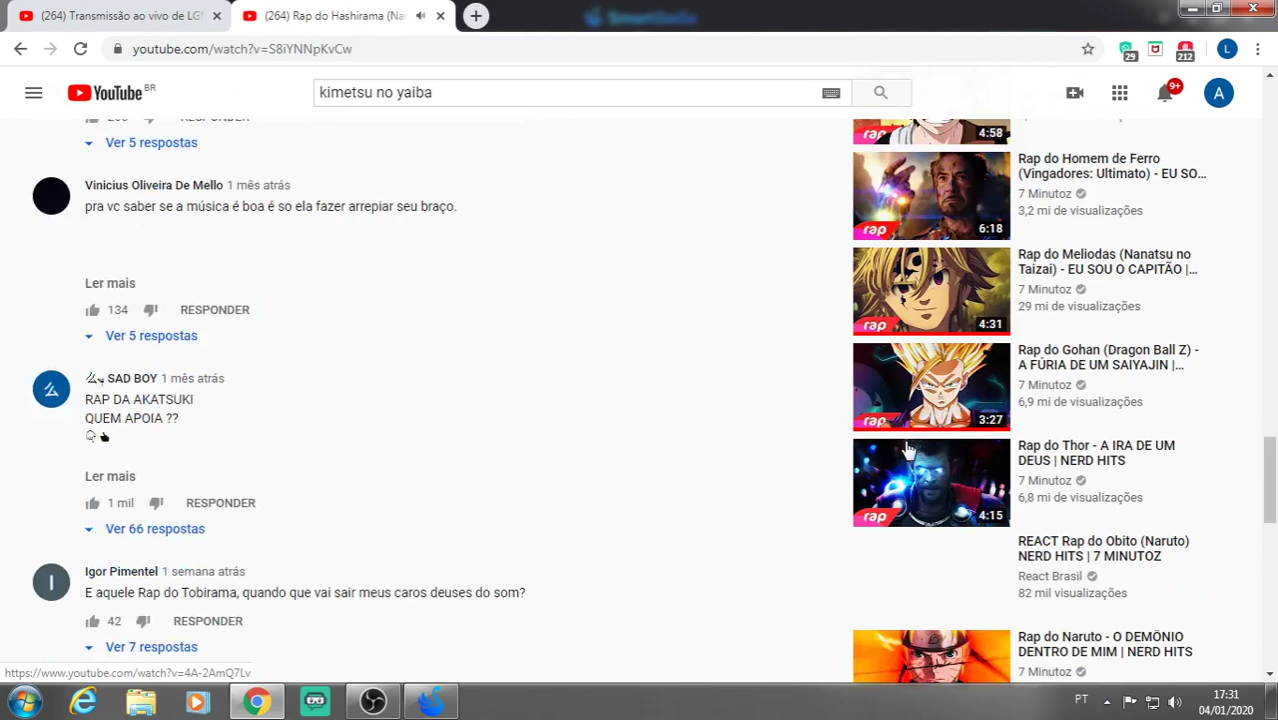 (264) Transmissão ao vivo de LGN
(264) Rap do Hashirama (Na
youtube.com/watch?v=S8iYNNpKvCw
29
212
L
YouTube BR
kimetsu no yaiba
9+
A
RESPONDER
Ver 5 respostas
Vinicius Oliveira De Mello 1 mês atrás
pra vc saber se a música é boa é so ela fazer arrepiar seu braço.
Ler mais
134 RESPONDER
Ver 5 respostas
SAD BOY 1 mês atrás
RAP DA AKATSUKI
QUEM APOIA ??
Ler mais
1 mil RESPONDER
Ver 66 respostas
I
Igor Pimentel 1 semana atrás
E aquele Rap do Tobirama, quando que vai sair meus caros deuses do som?
42 RESPONDER
Ver 7 respostas
rap 4:58
Rap do Homem de Ferro
(Vingadores: Ultimato) - EU SO...
7 Minutoz
3,2 mi de visualizações
rap 6:18
Rap do Meliodas (Nanatsu no
Taizai) - EU SOU O CAPITÃO |...
7 Minutoz
29 mi de visualizações
rap 4:31
Rap do Gohan (Dragon Ball Z) -
A FÚRIA DE UM SAIYAJIN |...
7 Minutoz
6,9 mi de visualizações
rap 3:27
Rap do Thor - A IRA DE UM
DEUS | NERD HITS
7 Minutoz
6,8 mi de visualizações
rap 4:15
REACT Rap do Obito (Naruto)
NERD HITS | 7 MINUTOZ
React Brasil
82 mil visualizações
Rap do Naruto - O DEMÔNIO
DENTRO DE MIM | NERD HITS
7 Minutoz
https://www.youtube.com/watch?v=4A-2AmQ7Lv
PT
17:31
04/01/2020